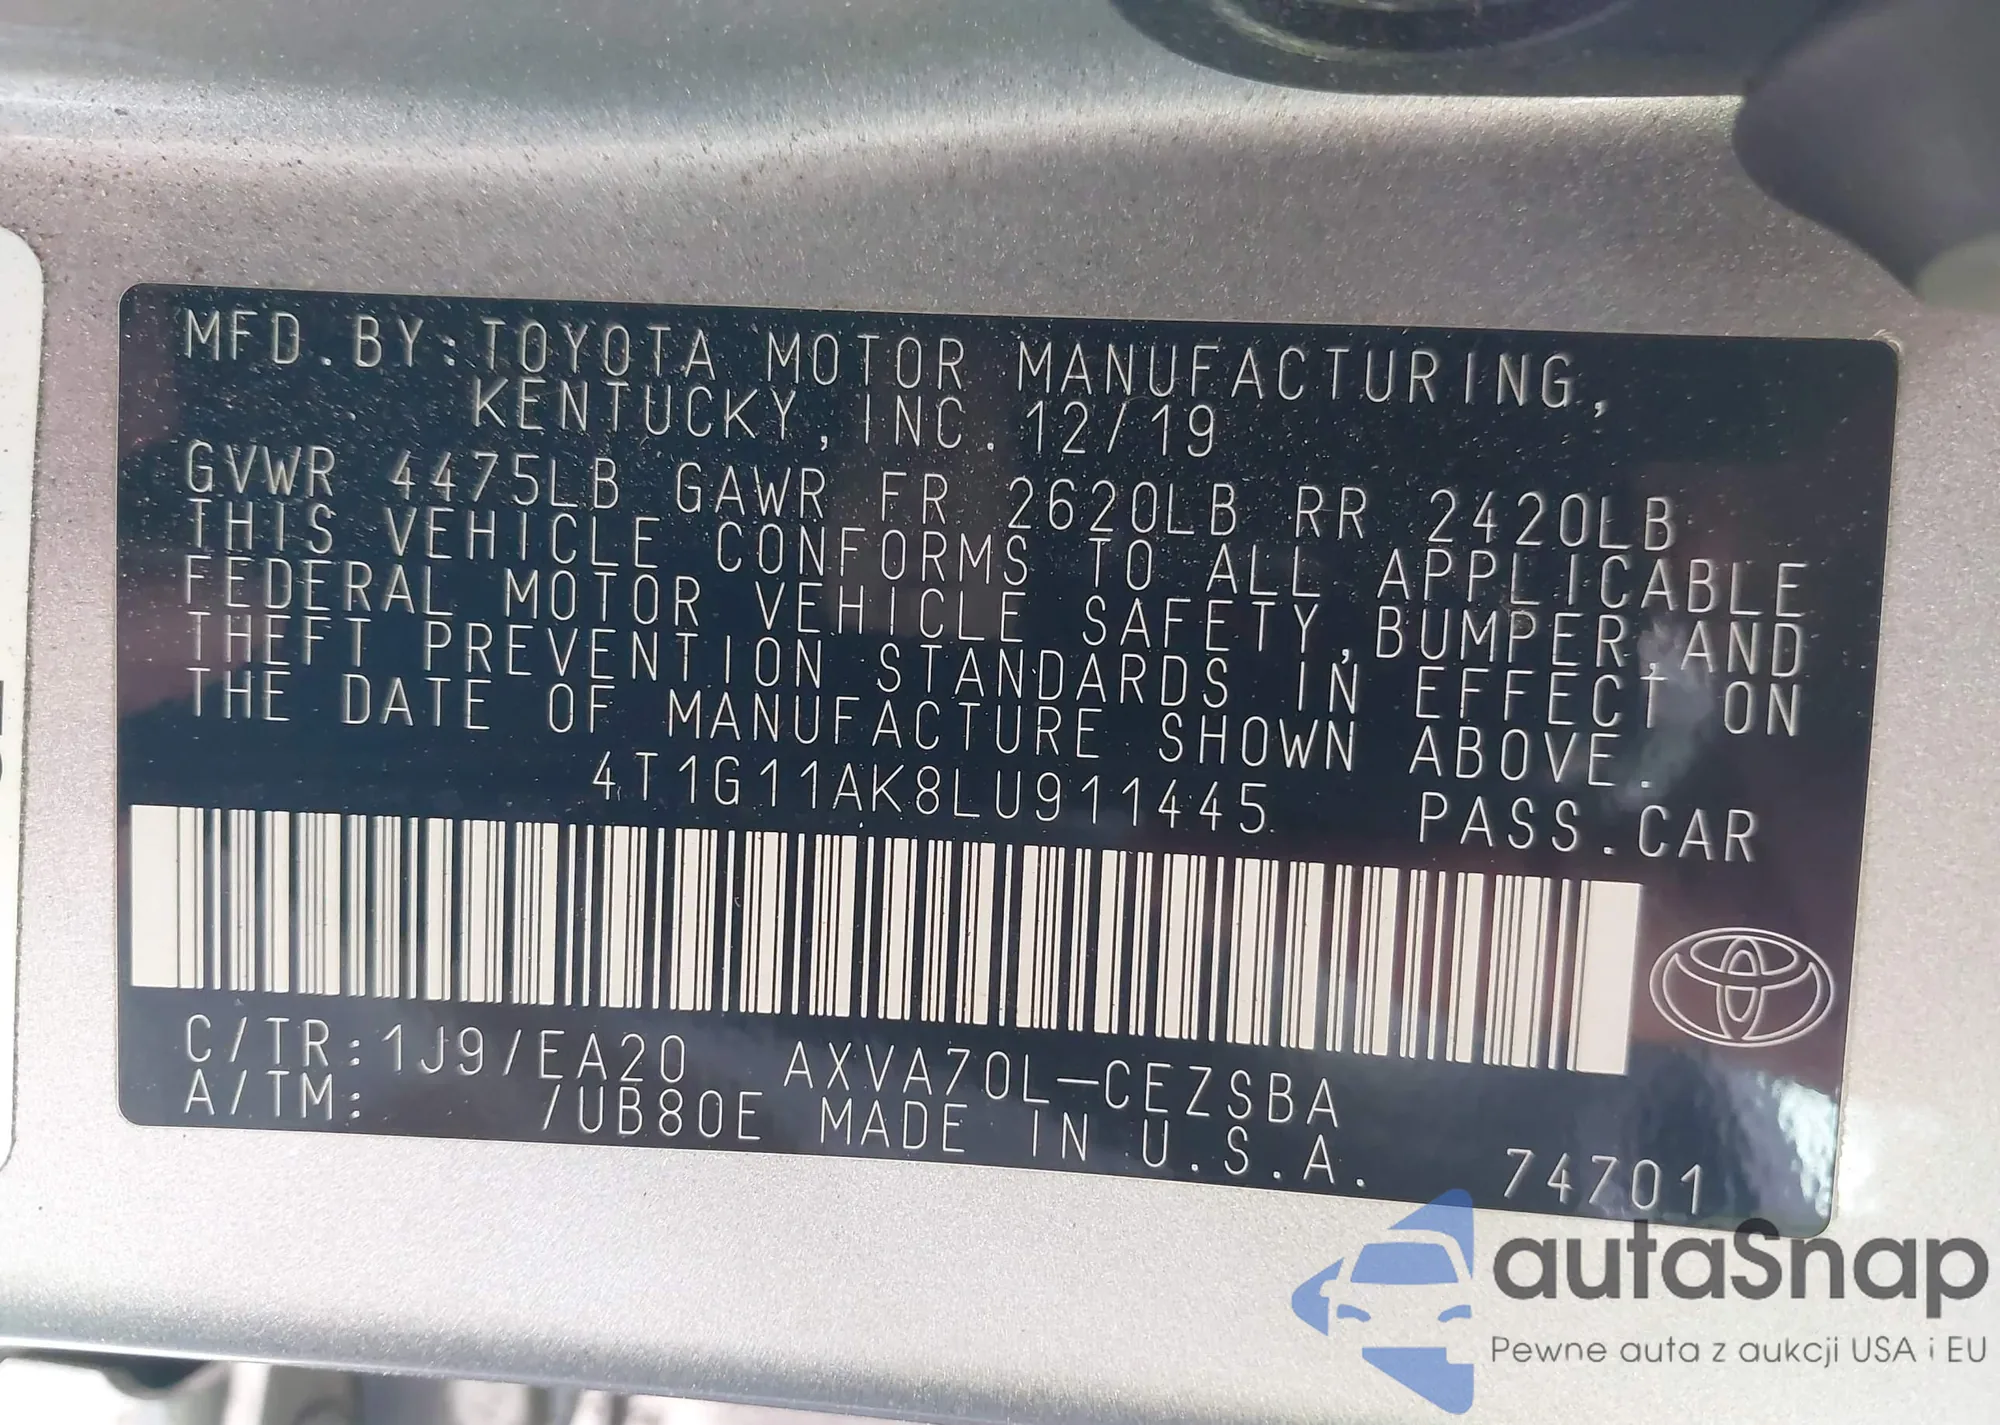 MFD.BY:TOYOTA MOTOR MANUFACTURING,
KENTUCKY,INC. 12/19
GVWR 4475LB GAWR FR 2620LB RR 2420LB
THIS VEHICLE CONFORMS TO ALL APPLICABLE
FEDERAL MOTOR VEHICLE SAFETY,BUMPER,AND
THEFT PREVENTION STANDARDS IN EFFECT ON
THE DATE OF MANUFACTURE SHOWN ABOVE.
4T1G11AK8LU911445 PASS.CAR
C/TR:1J9/EA20 AXVA70L-CEZSBA
A/TM: /UB80E MADE IN U.S.A. 74701
autaSnap
Pewne auta z aukcji USA i EU